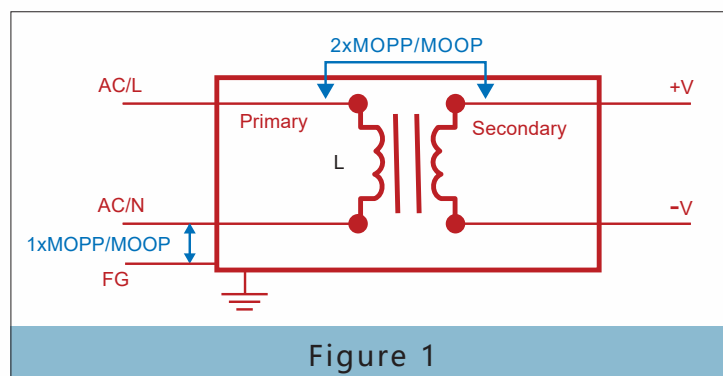 2xMOPP/MOOP
AC/L
+V
Primary
Secondary
L
AC/N
-V
1xMOPP/MOOP
FG
Figure 1